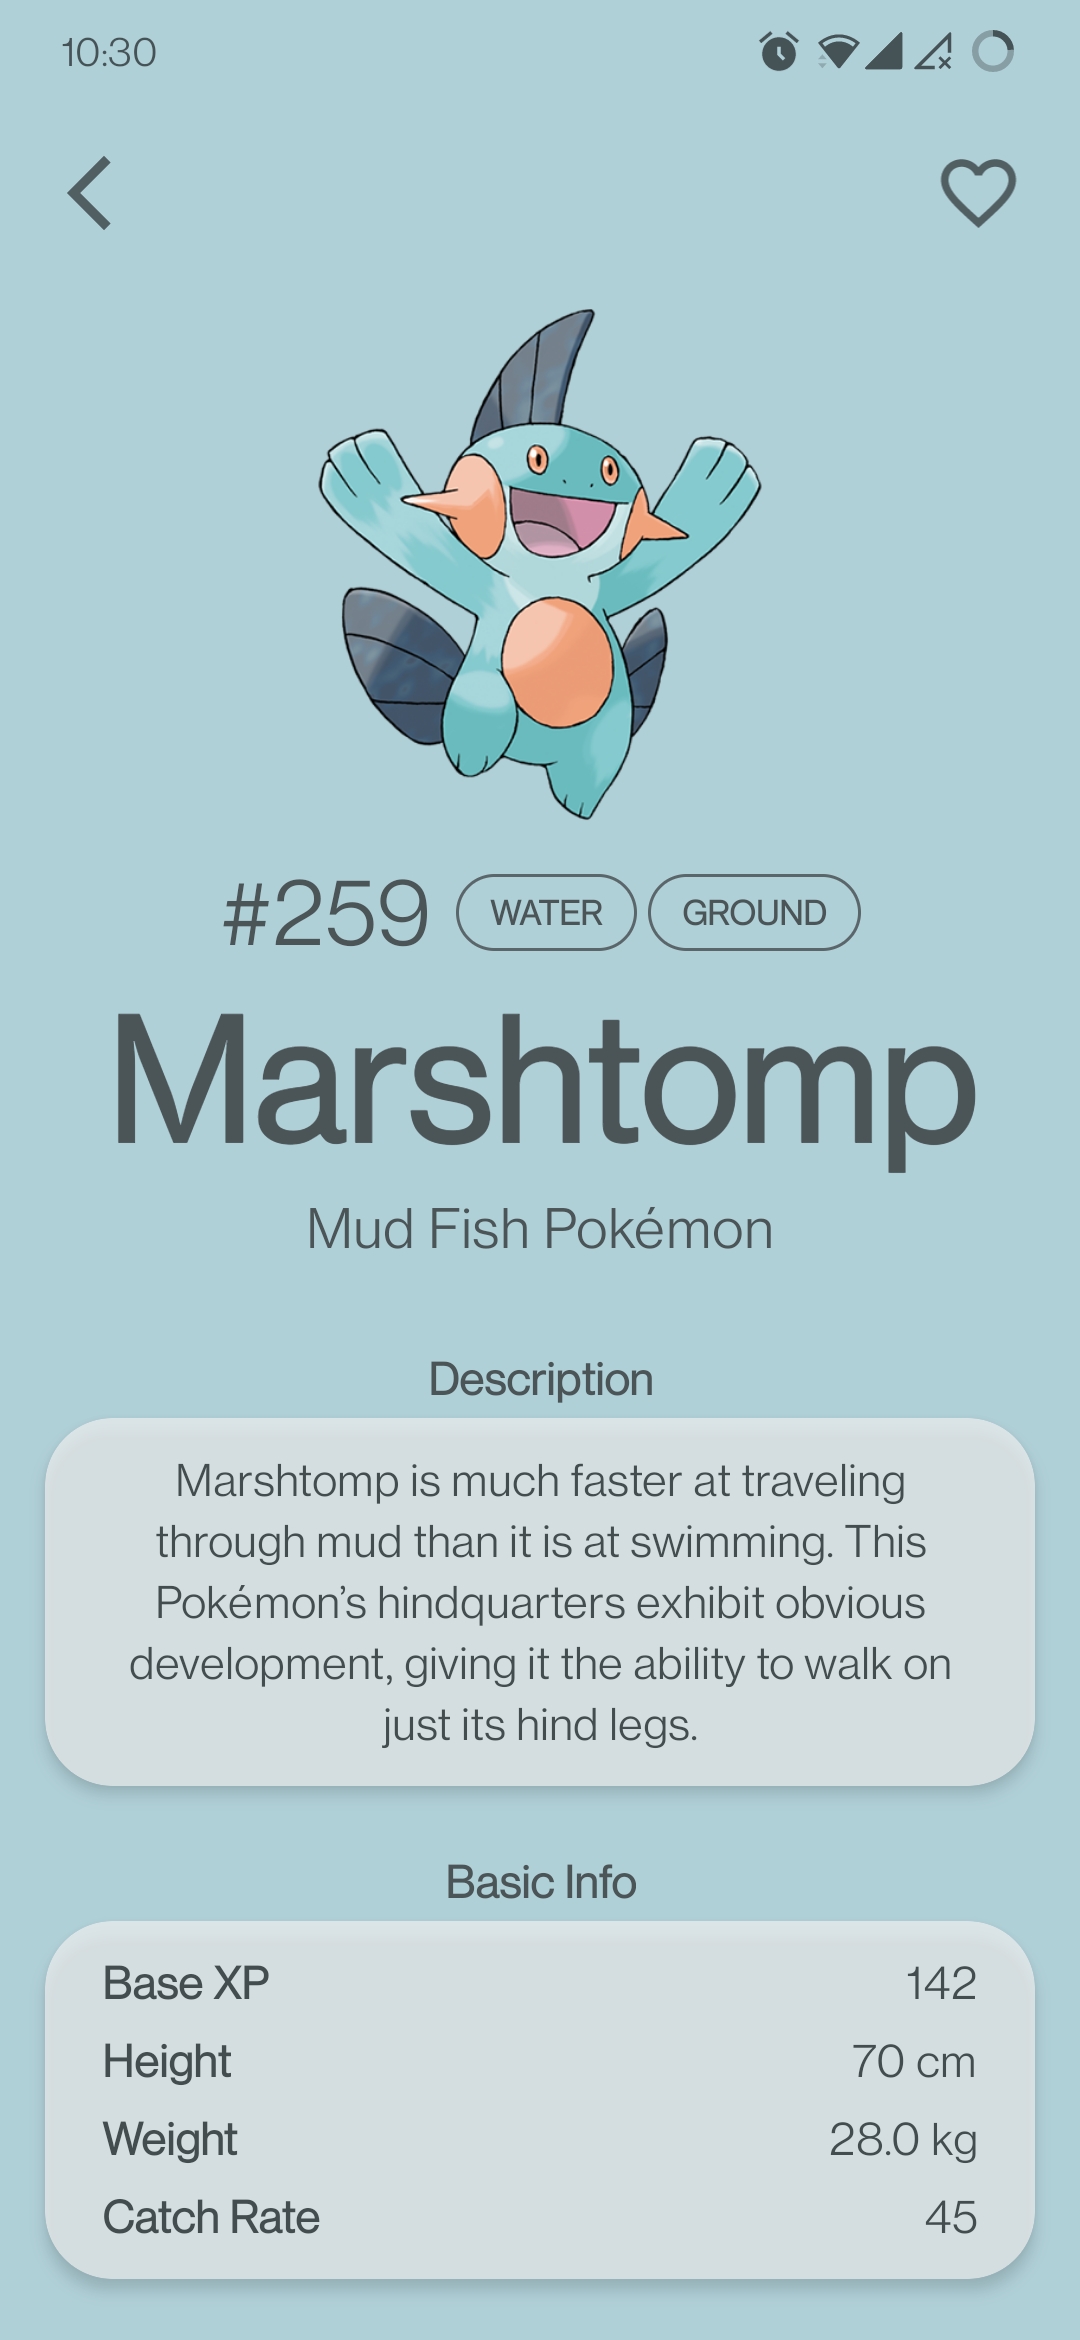 10:30
#259 WATER GROUND
Marshtomp
Mud Fish Pokémon
Description
Marshtomp is much faster at traveling
through mud than it is at swimming. This
Pokémon’s hindquarters exhibit obvious
development, giving it the ability to walk on
just its hind legs.
Basic Info
Base XP 142
Height 70 cm
Weight 28.0 kg
Catch Rate 45